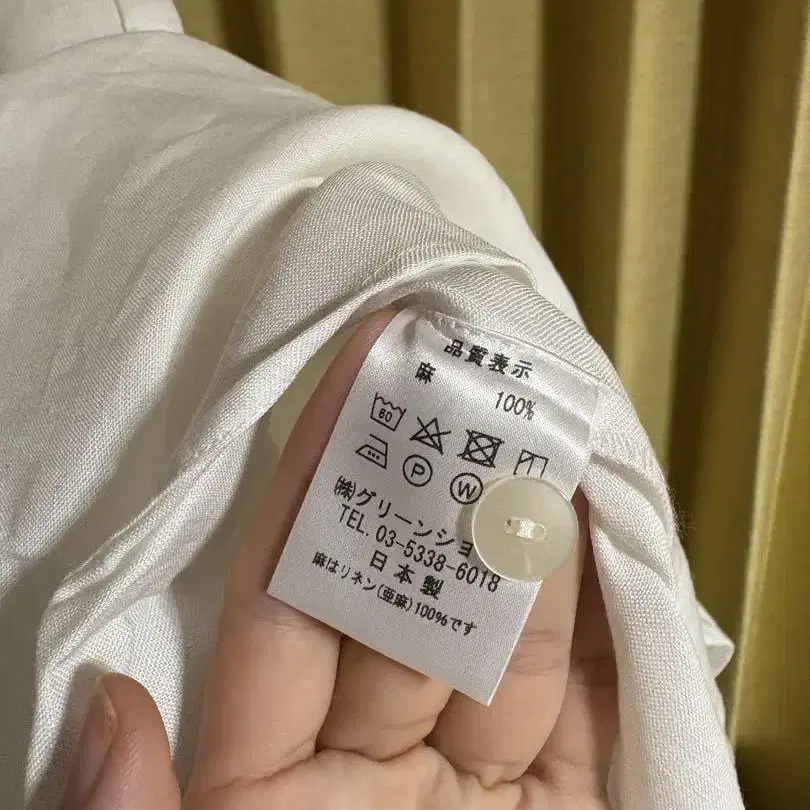 品質表示
麻 100%
60
P W
(株)グリーンショ
TEL. 03-5338-6018
日本製
麻はリネン(亜麻)100%です